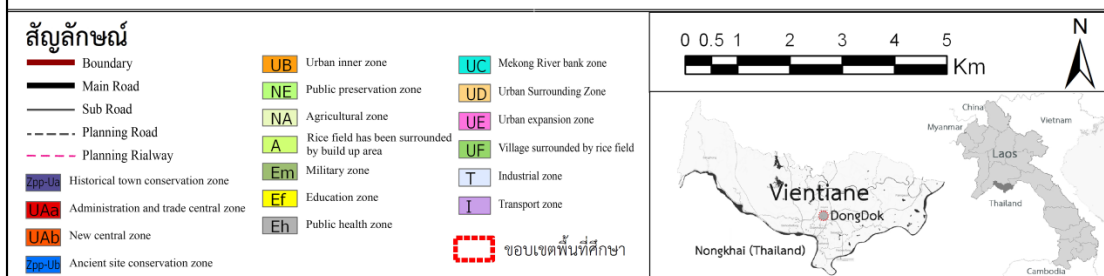 สัญลักษณ์
Boundary
Main Road
Sub Road
Planning Road
Planning Rialway
Zpp-Ua Historical town conservation zone
UAa Administration and trade central zone
UAb New central zone
Zpp-Ub Ancient site conservation zone
UB Urban inner zone
NE Public preservation zone
NA Agricultural zone
A Rice field has been surrounded
by build up area
Em Military zone
Ef Education zone
Eh Public health zone
UC Mekong River bank zone
UD Urban Surrounding Zone
UE Urban expansion zone
UF Village surrounded by rice field
T Industrial zone
I Transport zone
ขอบเขตพื้นที่ศึกษา
0 0.5 1 2 3 4 5
Km
N
Vientiane
DongDok
Nongkhai (Thailand)
China
Myanmar
Vietnam
Laos
Thailand
Cambodia